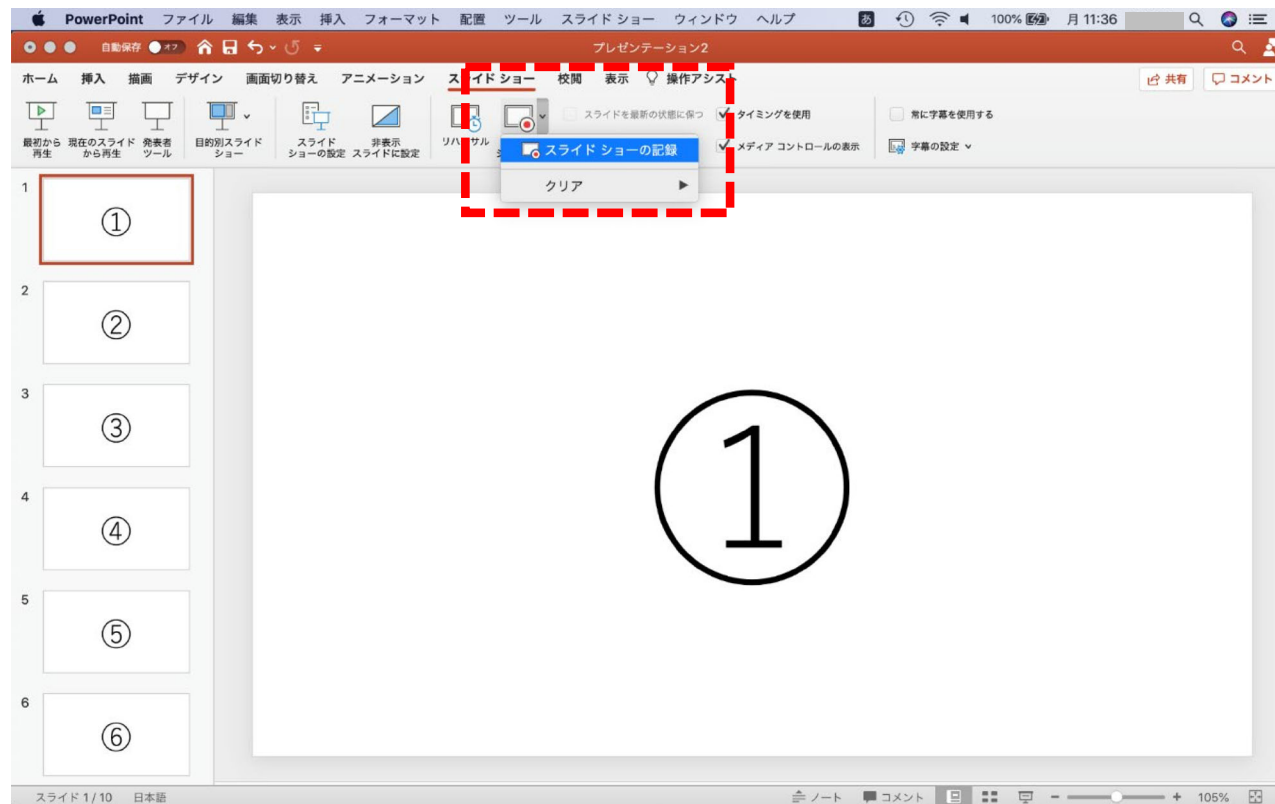 PowerPoint ファイル 編集 表示 挿入 フォーマット 配置 ツール スライド ショー ウィンドウ ヘルプ あ 100% 月 11:36
自動保存 オフ プレゼンテーション2
ホーム 挿入 描画 デザイン 画面切り替え アニメーション スライド ショー 校閲 表示 操作アシスト 共有 コメント
最初から
再生
現在のスライド
から再生
発表者
ツール
目的別スライド
ショー
スライド
ショーの設定
非表示
スライドに設定
スライドを最新の状態に保つ
タイミングを使用
メディア コントロールの表示
常に字幕を使用する
字幕の設定
スライド ショーの記録
クリア
1
①
2
②
3
③
4
④
5
⑤
6
⑥
①
スライド 1 / 10 日本語 ノート コメント 105%